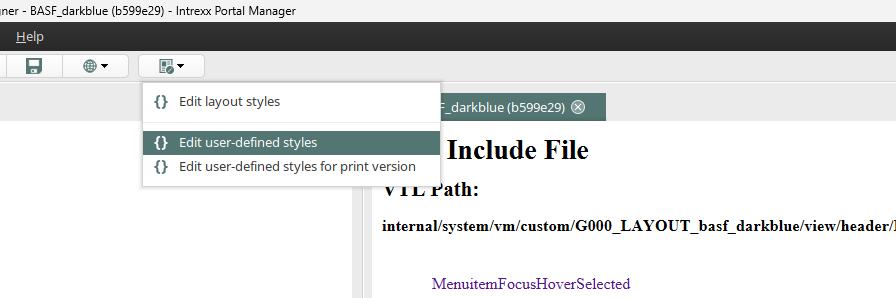 gner - BASF_darkblue (b599e29) - Intrexx Portal Manager
Help
Edit layout styles
Edit user-defined styles
Edit user-defined styles for print version
F_darkblue (b599e29)
Include File
VTL Path:
internal/system/vm/custom/G000_LAYOUT_basf_darkblue/view/header/
MenuitemFocusHoverSelected